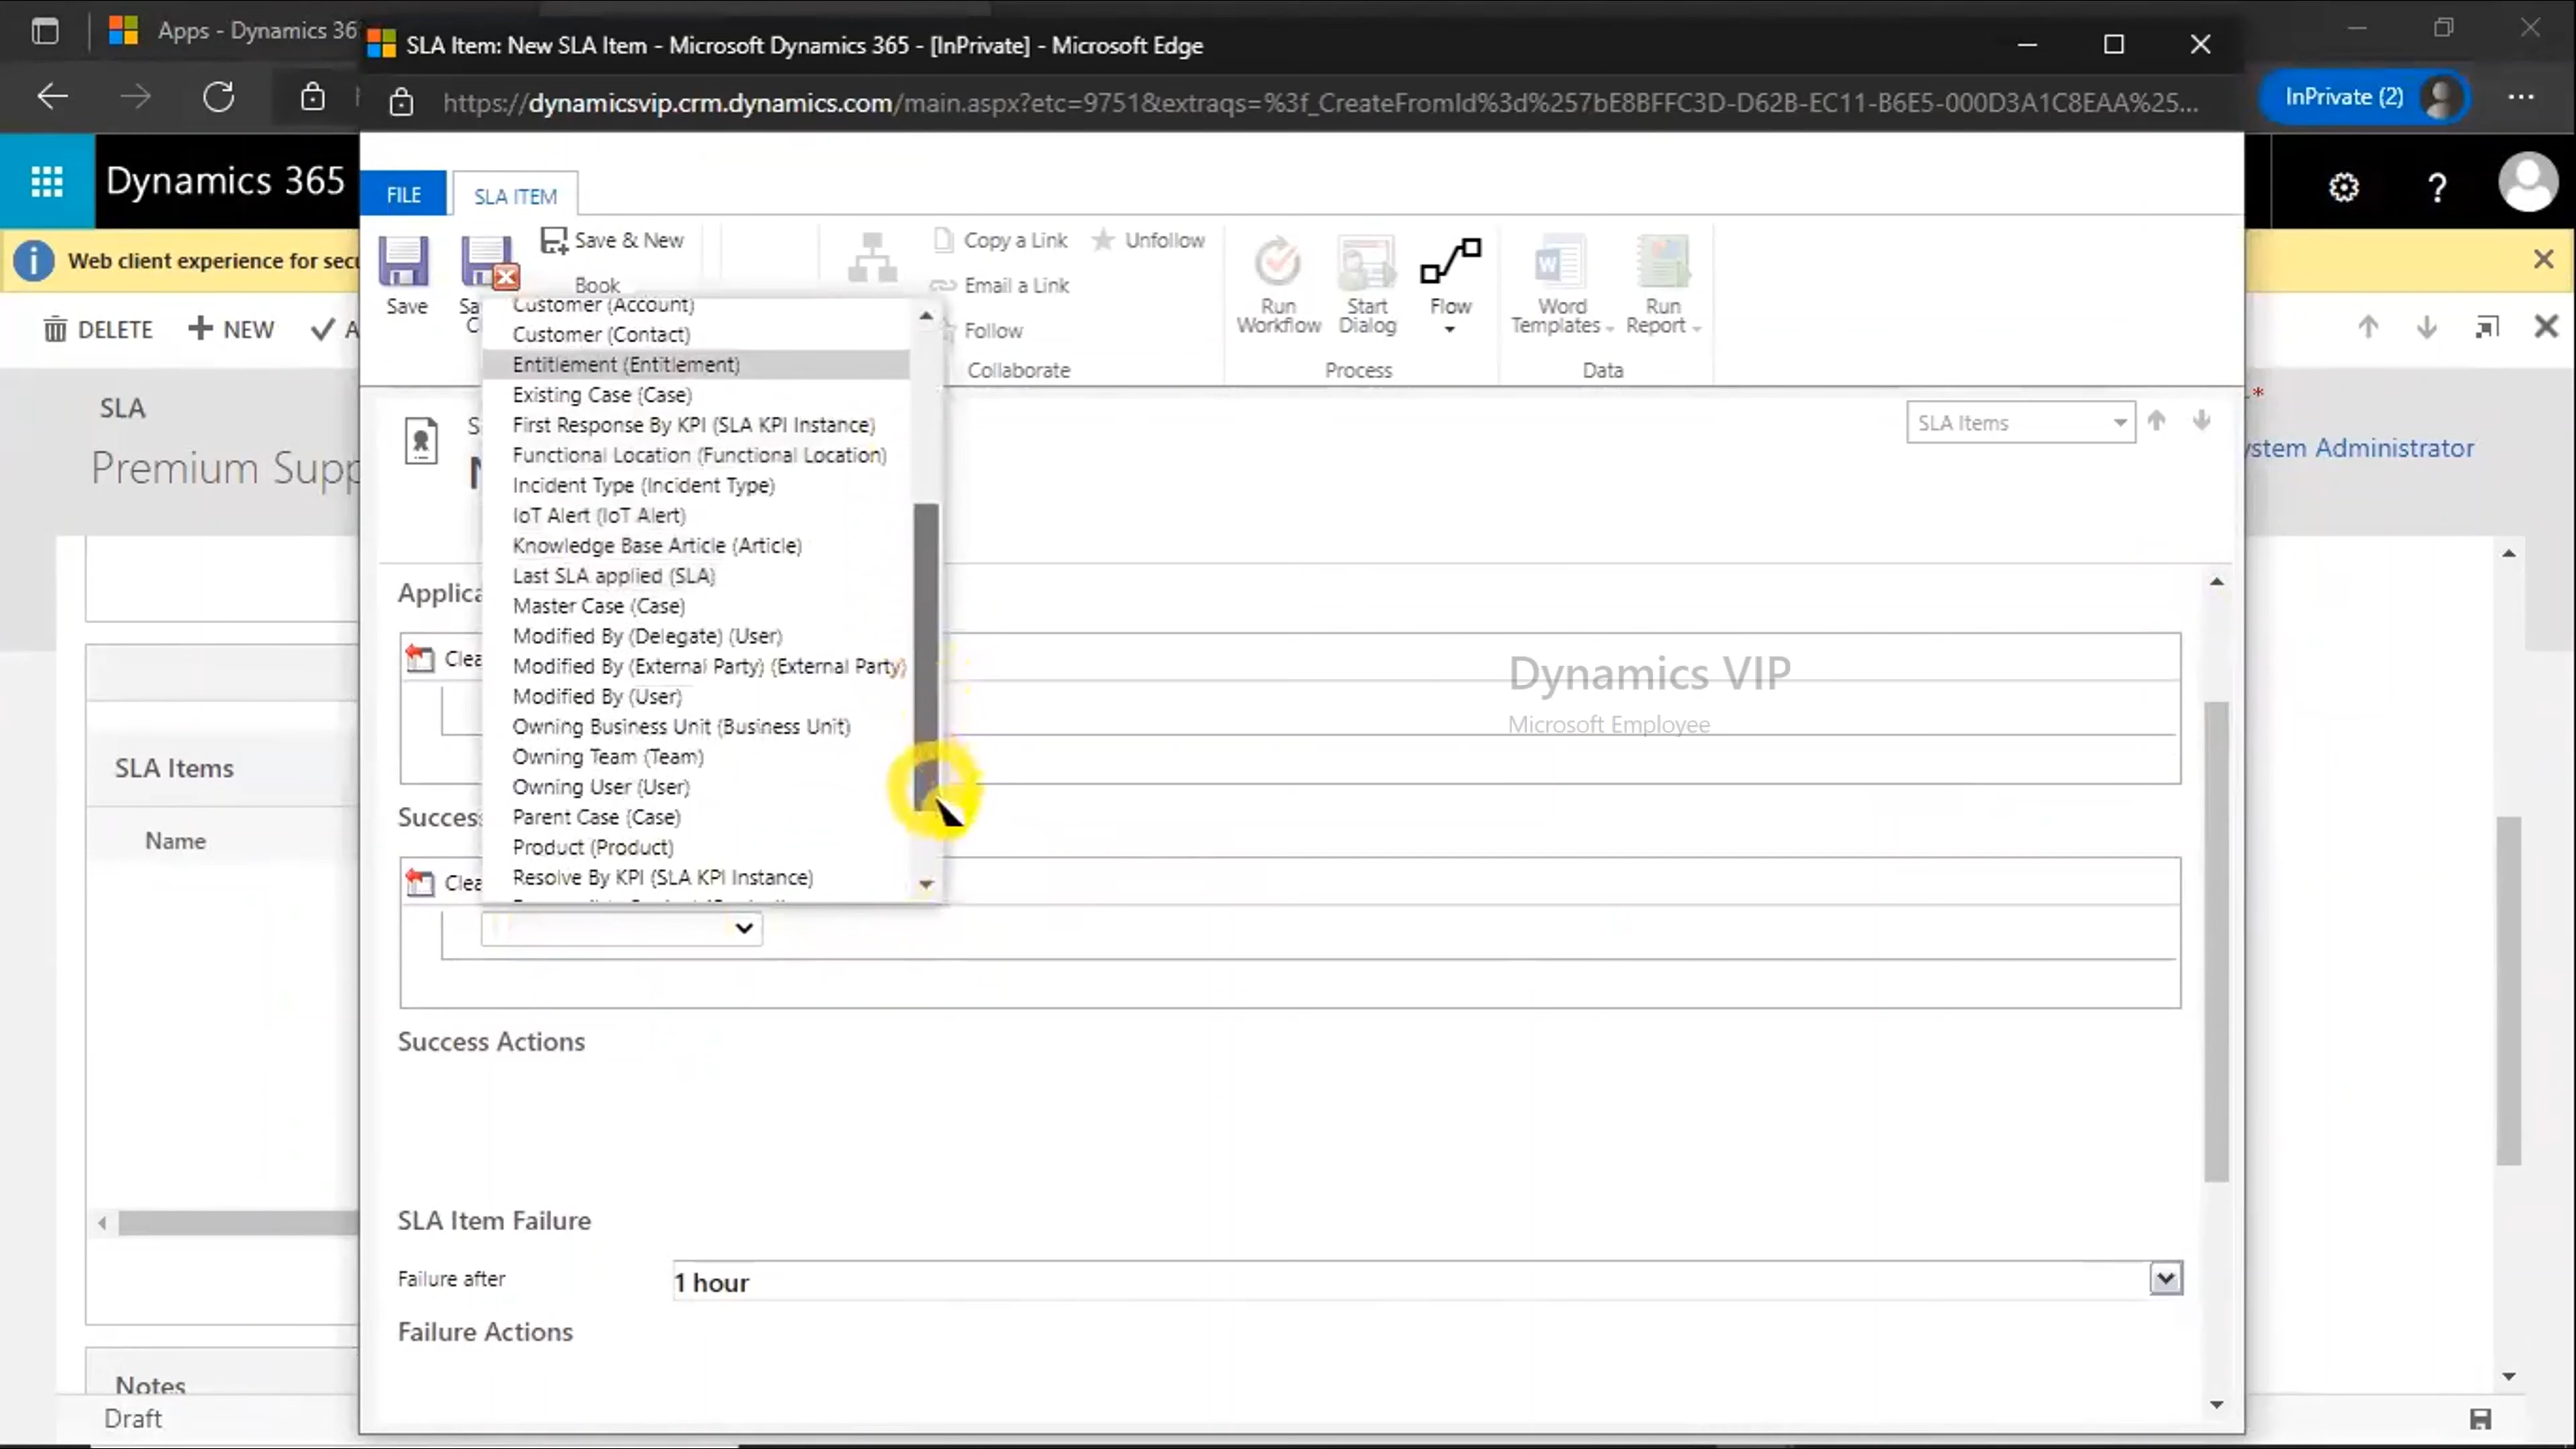 Apps - Dynamics 36
SLA Item: New SLA Item - Microsoft Dynamics 365 - [InPrivate] - Microsoft Edge
https://dynamicsvip.crm.dynamics.com/main.aspx?etc=9751&extraqs=%3f_CreateFromId%3d%257bE8BFFC3D-D62B-EC11-B6E5-000D3A1C8EAA%25...
InPrivate (2)
Dynamics 365
FILE
SLA ITEM
Web client experience for sec
Save
Save & New
Book
Copy a Link
Unfollow
Email a Link
Follow
Collaborate
Run Workflow
Start Dialog
Flow
Process
Word Templates
Run Report
Data
DELETE
NEW
SLA
Premium Supp
SLA Items
ystem Administrator
Customer (Account)
Customer (Contact)
Entitlement (Entitlement)
Existing Case (Case)
First Response By KPI (SLA KPI Instance)
Functional Location (Functional Location)
Incident Type (Incident Type)
IoT Alert (IoT Alert)
Knowledge Base Article (Article)
Last SLA applied (SLA)
Master Case (Case)
Modified By (Delegate) (User)
Modified By (External Party) (External Party)
Modified By (User)
Owning Business Unit (Business Unit)
Owning Team (Team)
Owning User (User)
Parent Case (Case)
Product (Product)
Resolve By KPI (SLA KPI Instance)
Applica
Clea
Dynamics VIP
Microsoft Employee
SLA Items
Name
Succes
Clea
Success Actions
SLA Item Failure
Failure after
1 hour
Failure Actions
Notes
Draft